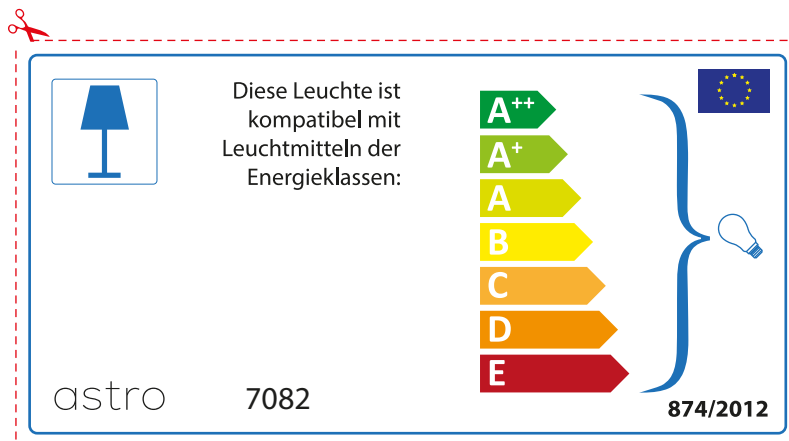 Diese Leuchte ist
kompatibel mit
Leuchtmitteln der
Energieklassen:
A++
A+
A
B
C
D
E
astro 7082
874/2012